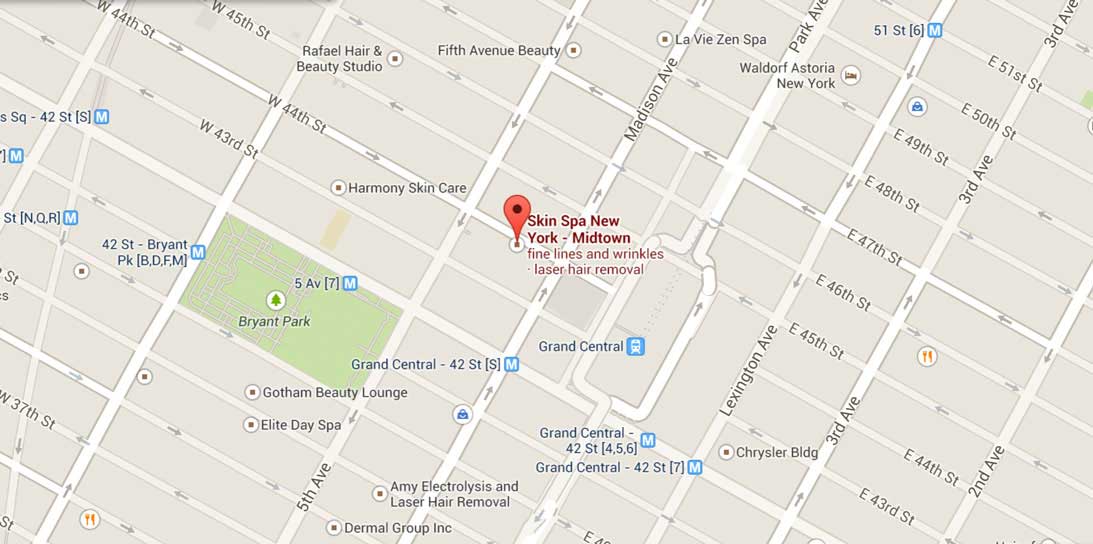 W 44th St
W 45th St
Park Ave
3rd Ave
Rafael Hair &
Beauty Studio
Fifth Avenue Beauty
La Vie Zen Spa
51 St [6]
M
E 51st St
Waldorf Astoria
New York
Madison Ave
W 44th St
s Sq - 42 St [S]
M
W 43rd St
E 50th St
E 49th St
M
Harmony Skin Care
E 48th St
3rd Ave
St [N,Q,R]
M
Skin Spa New
York - Midtown
fine lines and wrinkles
· laser hair removal
42 St - Bryant
Pk [B,D,F,M]
M
E 47th St
5 Av [7]
M
E 46th St
Bryant Park
E 45th St
Grand Central
Grand Central - 42 St [S]
M
Lexington Ave
Gotham Beauty Lounge
W 37th St
Elite Day Spa
3rd Ave
Grand Central -
42 St [4,5,6]
M
Chrysler Bldg
Grand Central - 42 St [7]
M
E 44th St
2nd Ave
5th Ave
Amy Electrolysis and
Laser Hair Removal
E 43rd St
Dermal Group Inc